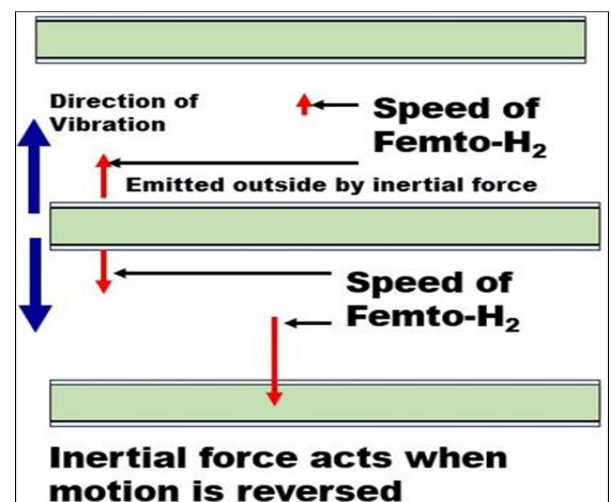 Direction of
Vibration
Speed of
Femto-H₂
Emitted outside by inertial force
Speed of
Femto-H₂
Inertial force acts when
motion is reversed